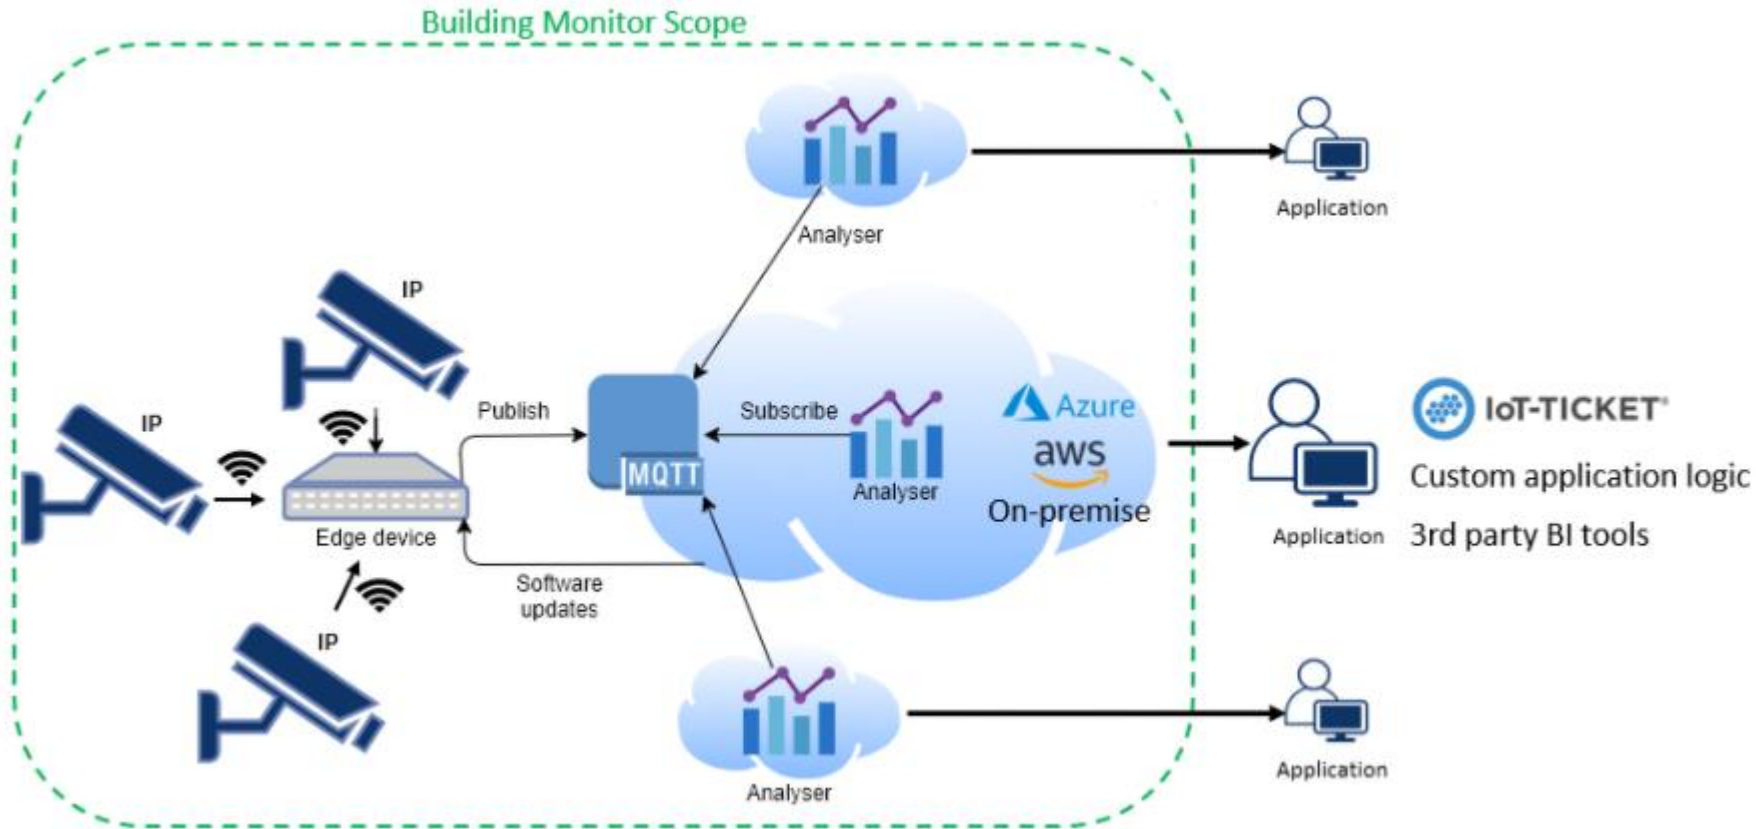 Building Monitor Scope
Analyser
Application
IP
IP
Publish
MQTT
Subscribe
Analyser
Azure
aws
On-premise
Edge device
Software
updates
IP
Application
IoT-TICKET®
Custom application logic
3rd party BI tools
Analyser
Application